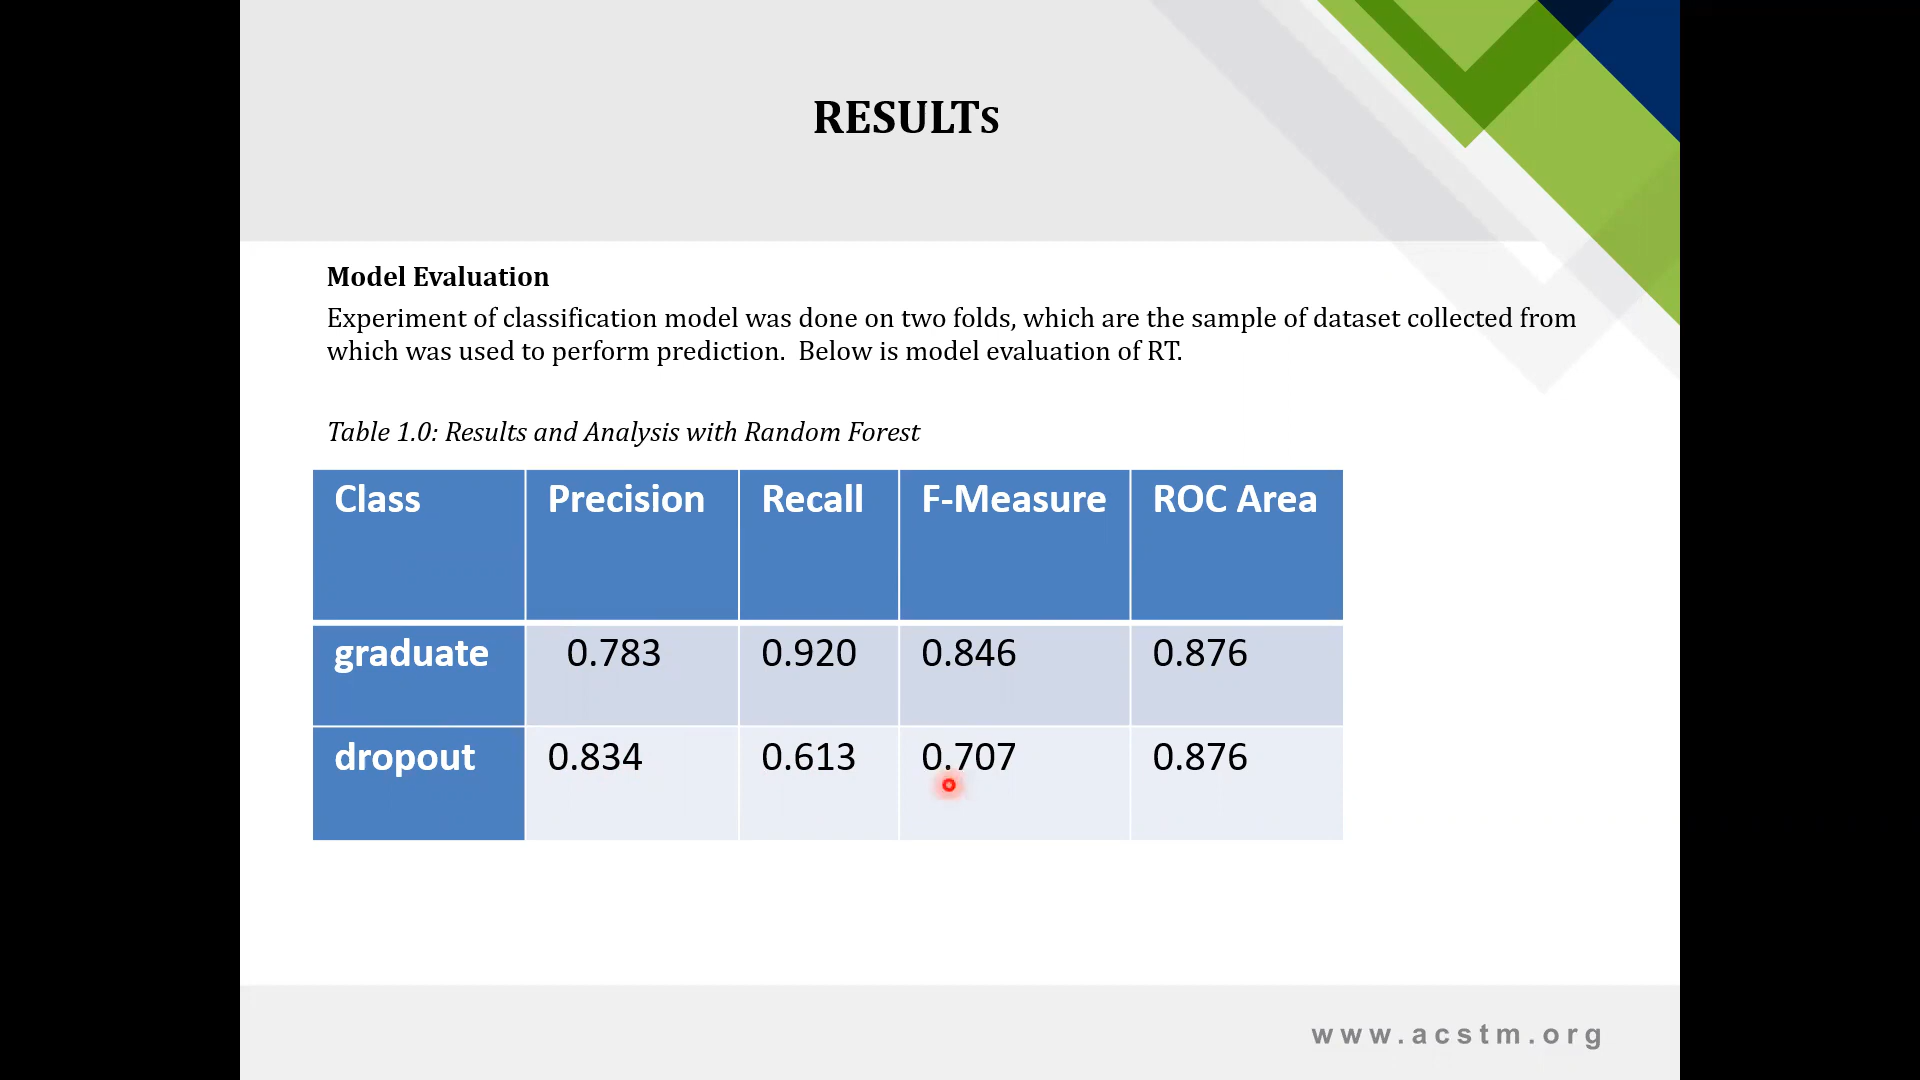 RESULTs
Model Evaluation
Experiment of classification model was done on two folds, which are the sample of dataset collected from
which was used to perform prediction.  Below is model evaluation of RT.
Table 1.0: Results and Analysis with Random Forest
Class Precision Recall F-Measure ROC Area
graduate 0.783 0.920 0.846 0.876
dropout 0.834 0.613 0.707 0.876
www.acstm.org